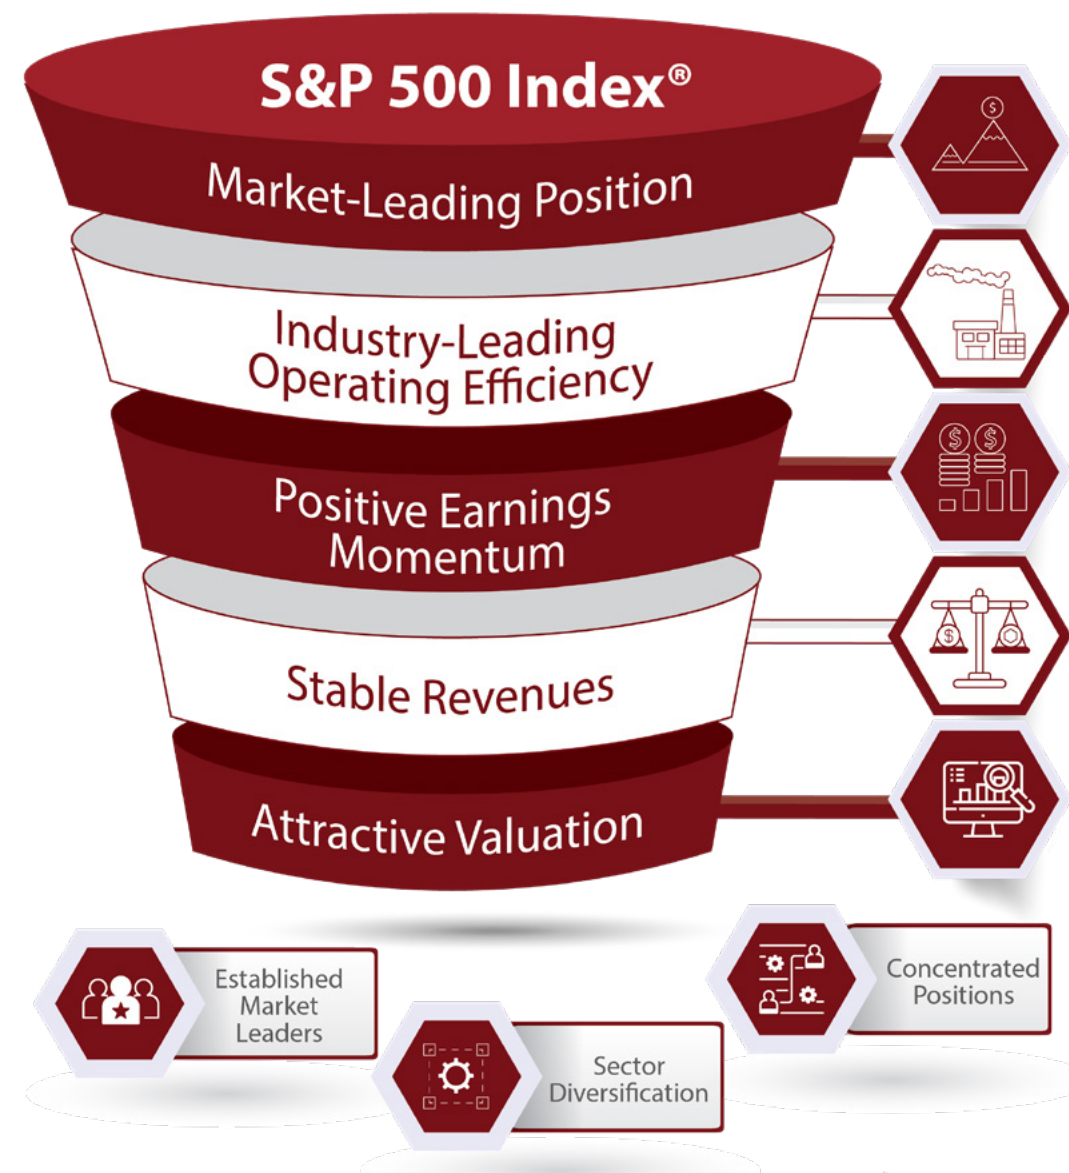 S&P 500 Index®
Market-Leading Position
Industry-Leading
Operating Efficiency
Positive Earnings
Momentum
Stable Revenues
Attractive Valuation
Established
Market
Leaders
Sector
Diversification
Concentrated
Positions